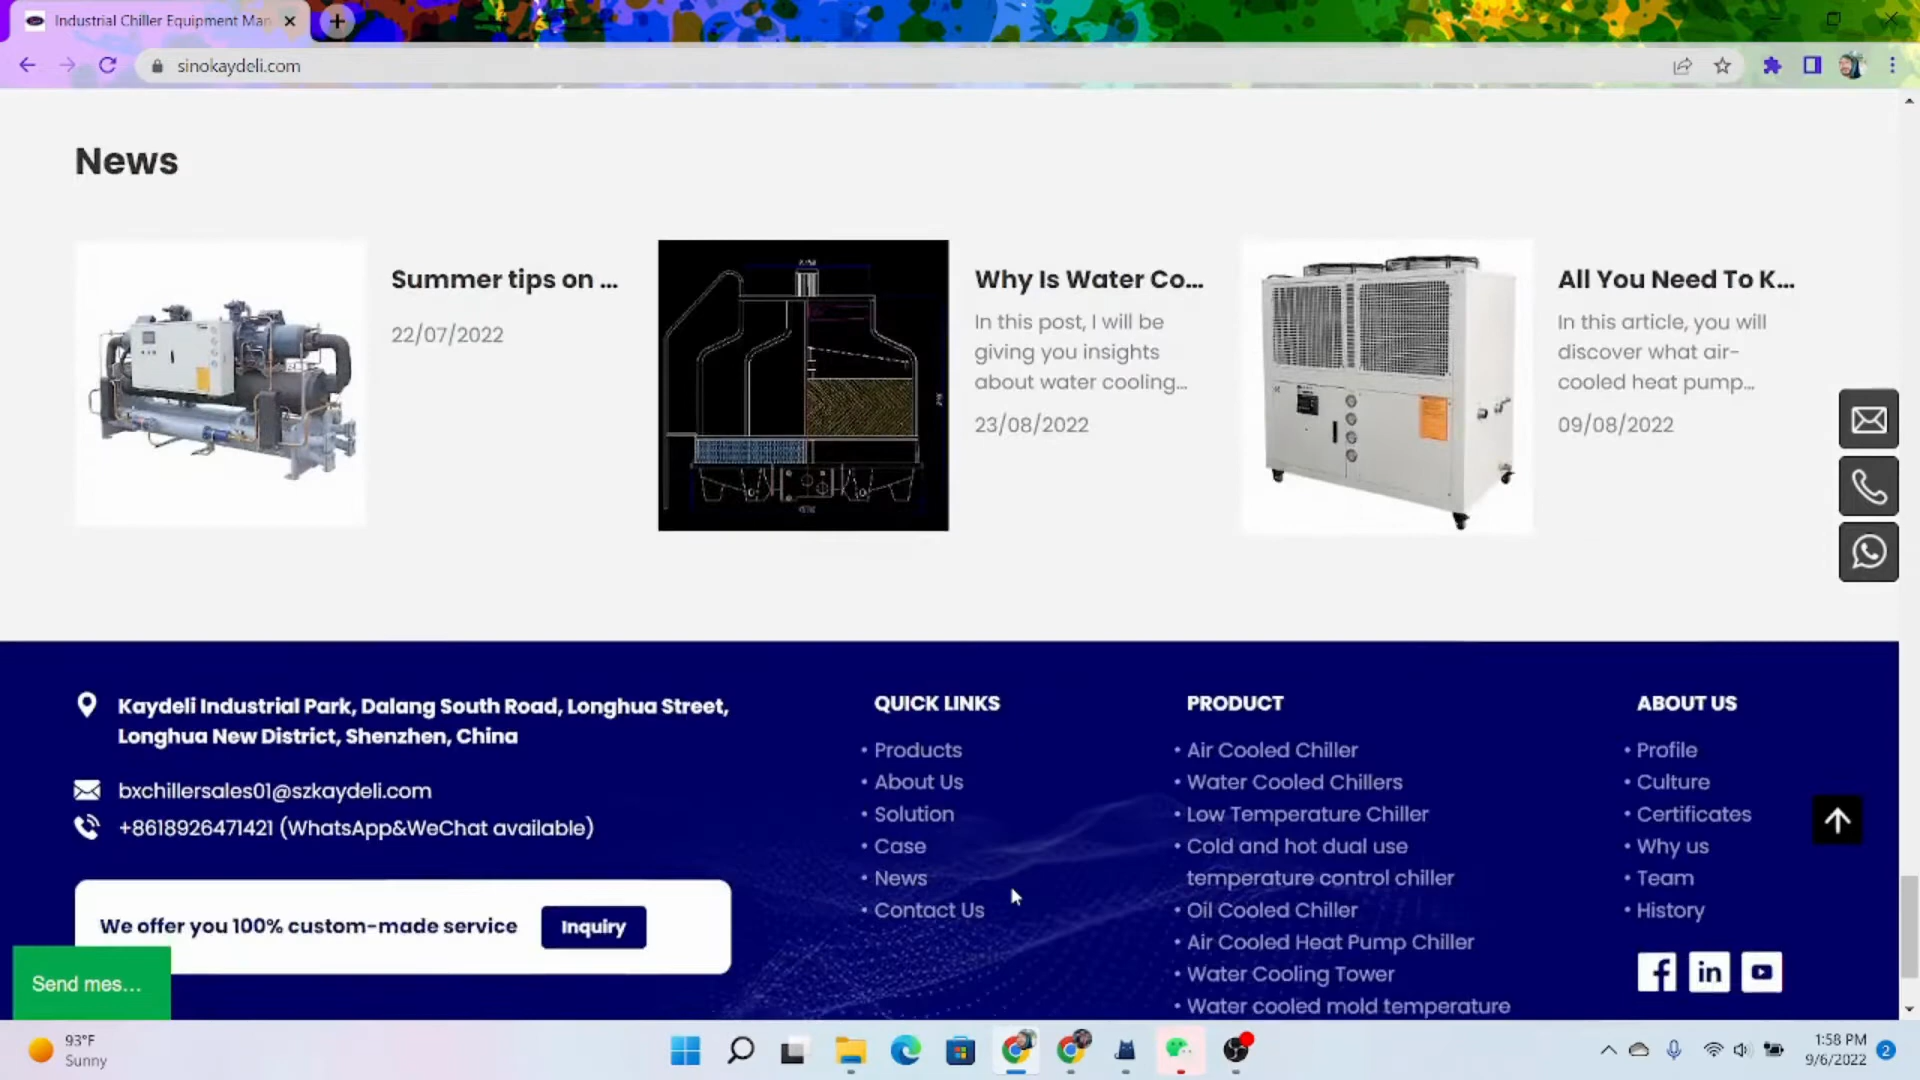 Industrial Chiller Equipment Man
sinokaydeli.com
News
Summer tips on ...
22/07/2022
Why Is Water Co...
In this post, I will be
giving you insights
about water cooling...
23/08/2022
All You Need To K...
In this article, you will
discover what air-
cooled heat pump...
09/08/2022
Kaydeli Industrial Park, Dalang South Road, Longhua Street,
Longhua New District, Shenzhen, China
bxchillersales01@szkaydeli.com
+8618926471421 (WhatsApp&WeChat available)
We offer you 100% custom-made service
Inquiry
Send mes...
QUICK LINKS
• Products
• About Us
• Solution
• Case
• News
• Contact Us
PRODUCT
• Air Cooled Chiller
• Water Cooled Chillers
• Low Temperature Chiller
• Cold and hot dual use
temperature control chiller
• Oil Cooled Chiller
• Air Cooled Heat Pump Chiller
• Water Cooling Tower
• Water cooled mold temperature
ABOUT US
• Profile
• Culture
• Certificates
• Why us
• Team
• History
93°F
Sunny
1:58 PM
9/6/2022
2